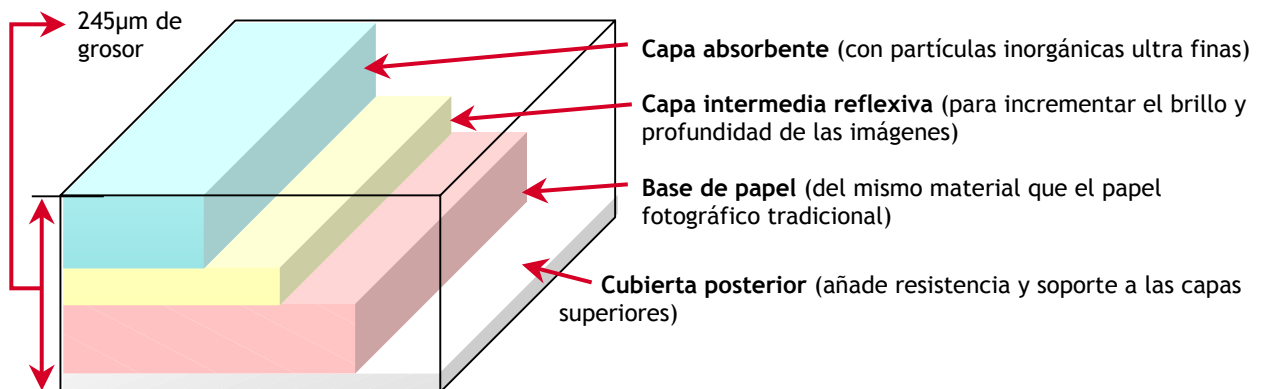 245µm de
grosor
Capa absorbente (con partículas inorgánicas ultra finas)
Capa intermedia reflexiva (para incrementar el brillo y
profundidad de las imágenes)
Base de papel (del mismo material que el papel
fotográfico tradicional)
Cubierta posterior (añade resistencia y soporte a las capas
superiores)